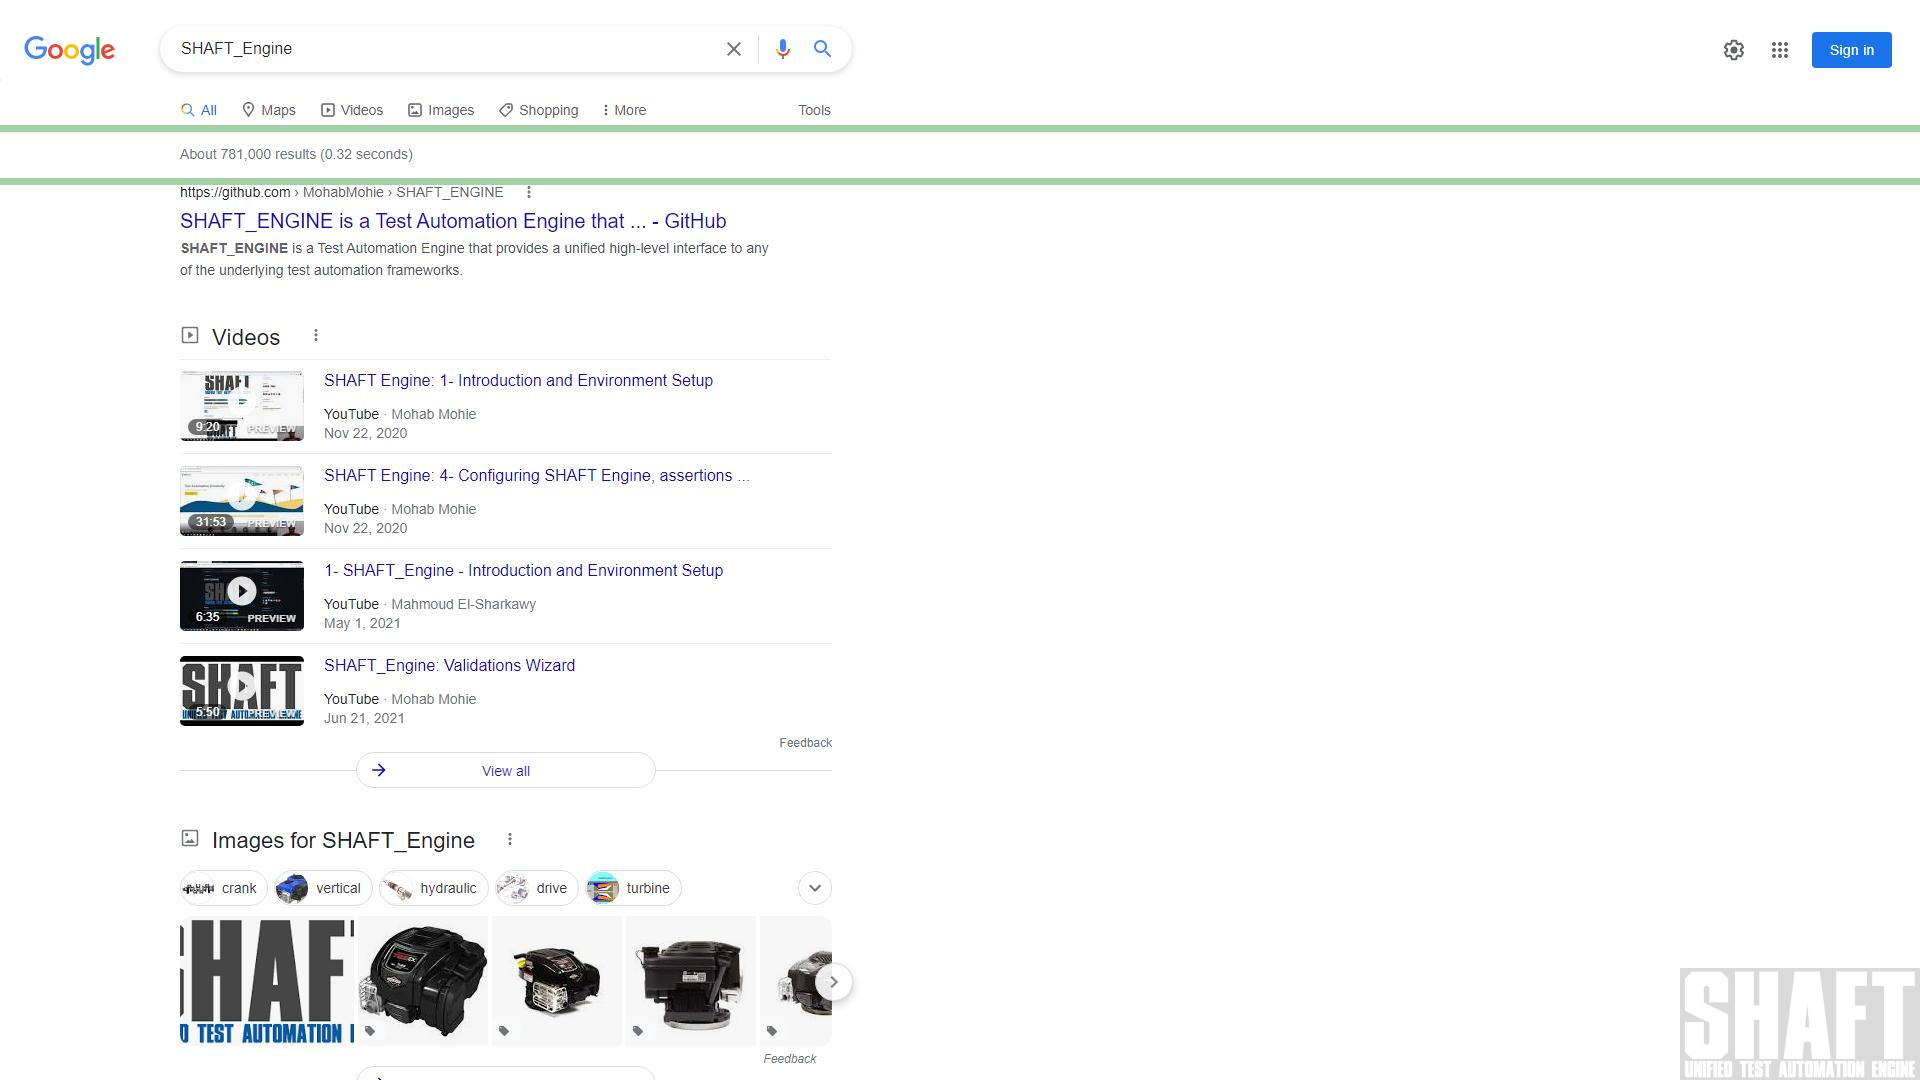 Google
SHAFT_Engine
Sign in
All
Maps
Videos
Images
Shopping
More
Tools
About 781,000 results (0.32 seconds)
https://github.com › MohabMohie › SHAFT_ENGINE
SHAFT_ENGINE is a Test Automation Engine that ... - GitHub
SHAFT_ENGINE is a Test Automation Engine that provides a unified high-level interface to any
of the underlying test automation frameworks.
Videos
SHAFT
9:20
PREVIEW
SHAFT Engine: 1- Introduction and Environment Setup
YouTube · Mohab Mohie
Nov 22, 2020
31:53
PREVIEW
SHAFT Engine: 4- Configuring SHAFT Engine, assertions ...
YouTube · Mohab Mohie
Nov 22, 2020
6:35
PREVIEW
1- SHAFT_Engine - Introduction and Environment Setup
YouTube · Mahmoud El-Sharkawy
May 1, 2021
SHAFT
5:50
PREVIEW
SHAFT_Engine: Validations Wizard
YouTube · Mohab Mohie
Jun 21, 2021
Feedback
View all
Images for SHAFT_Engine
crank
vertical
hydraulic
drive
turbine
HAF
TEST AUTOMATION
Feedback
SHAFT
UNIFIED TEST AUTOMATION ENGINE